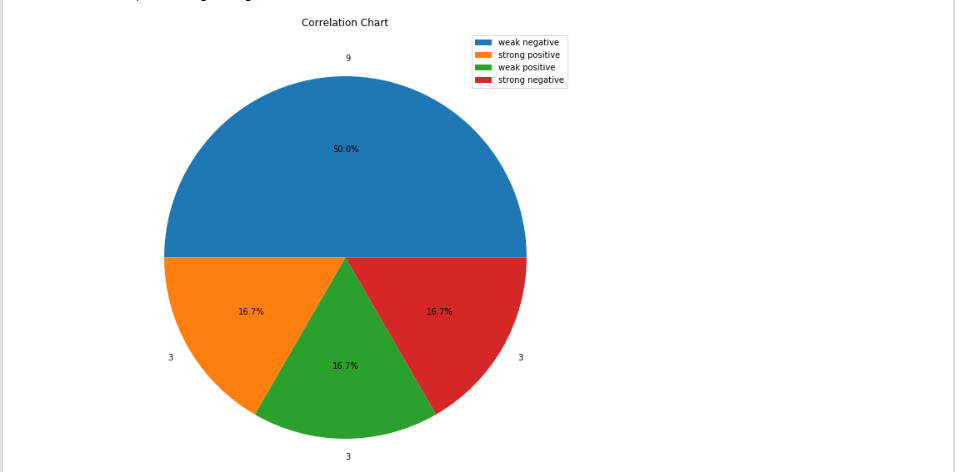 Correlation Chart
weak negative
strong positive
weak positive
strong negative
9
50.0%
16.7%
16.7%
16.7%
3
3
3